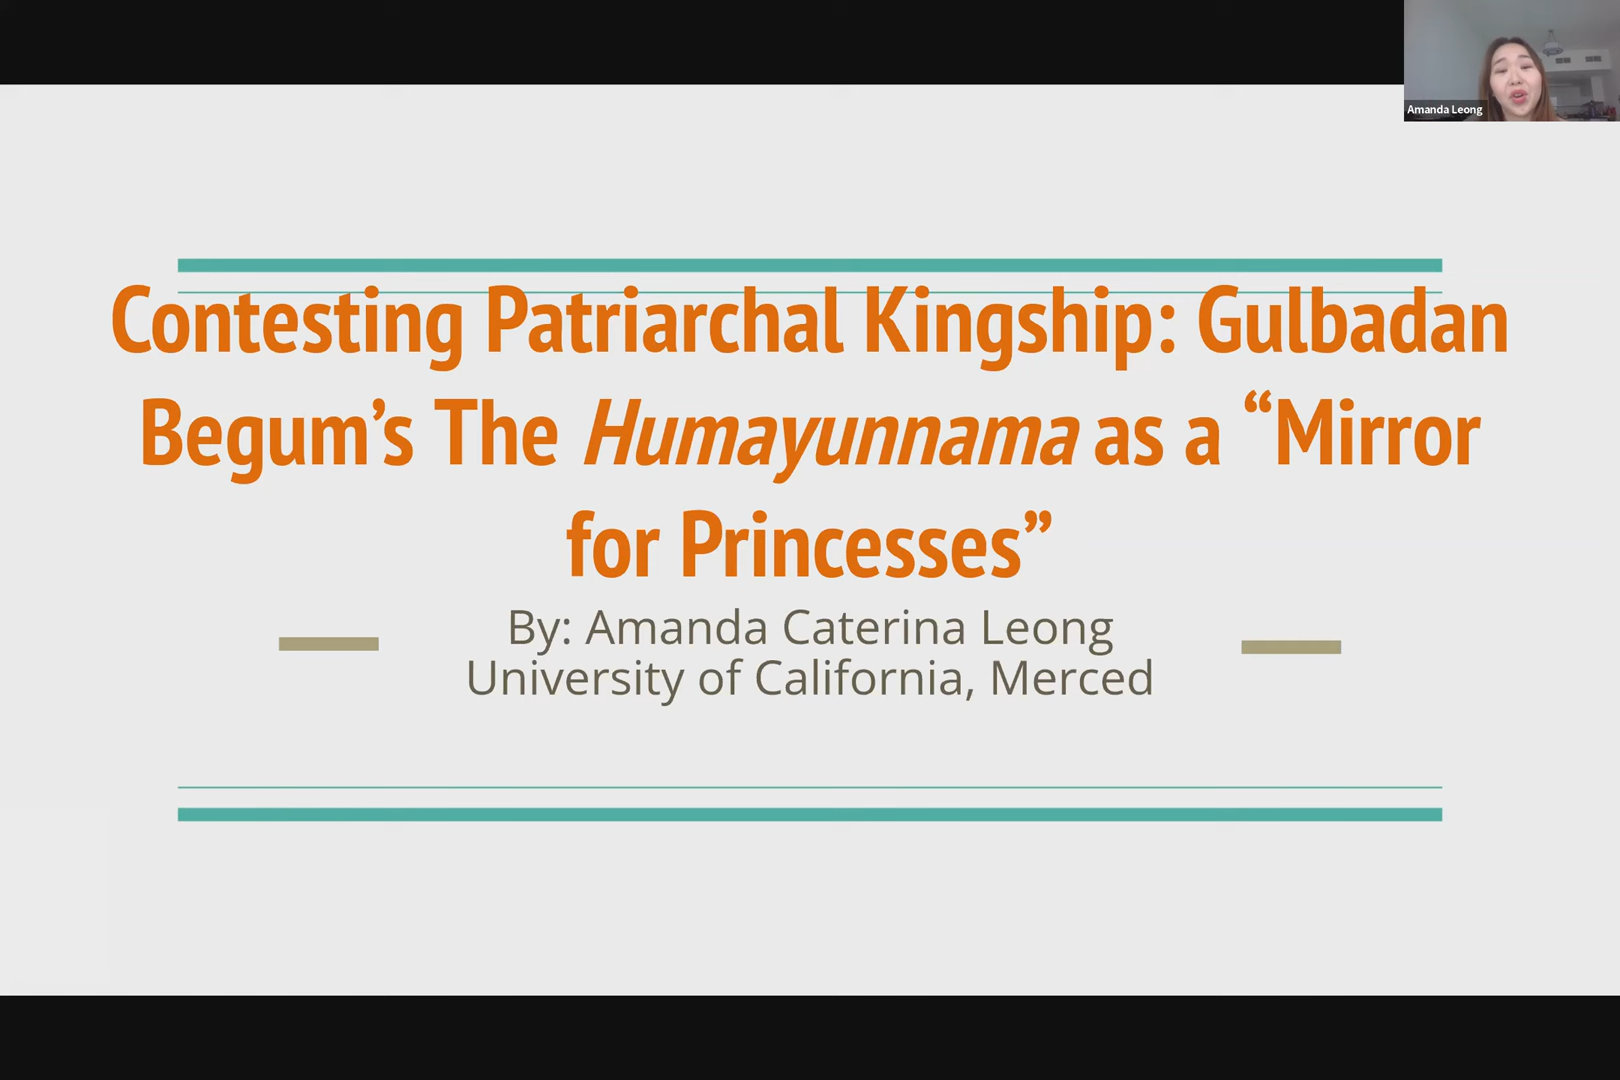 Amanda Leong
Contesting Patriarchal Kingship: Gulbadan
Begum’s The Humayunnama as a “Mirror
for Princesses”
By: Amanda Caterina Leong
University of California, Merced